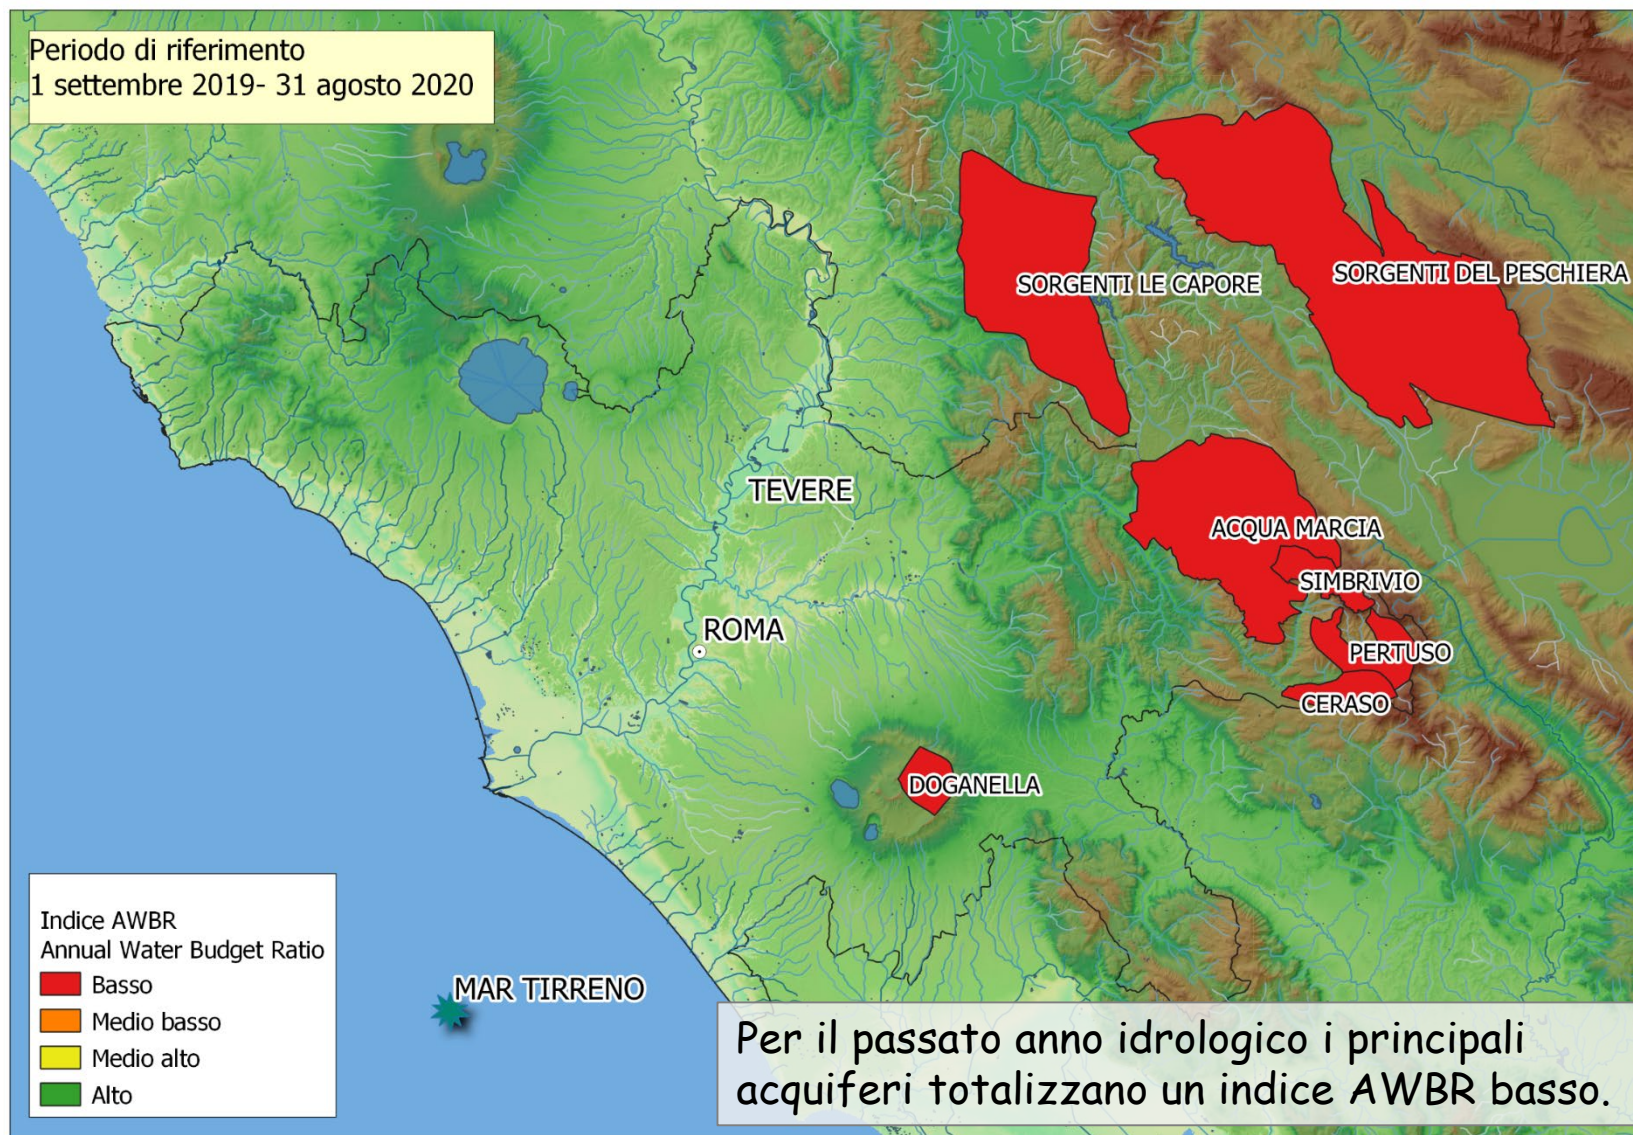 Periodo di riferimento
1 settembre 2019- 31 agosto 2020
SORGENTI LE CAPORE
SORGENTI DEL PESCHIERA
TEVERE
ACQUA MARCIA
SIMBRIVIO
ROMA
PERTUSO
CERASO
DOGANELLA
Indice AWBR
Annual Water Budget Ratio
Basso
Medio basso
Medio alto
Alto
MAR TIRRENO
Per il passato anno idrologico i principali
acquiferi totalizzano un indice AWBR basso.